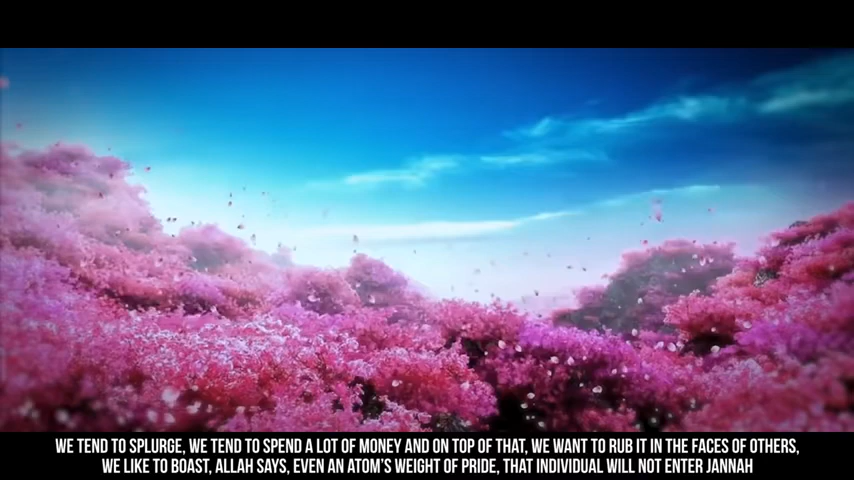 WE TEND TO SPLURGE, WE TEND TO SPEND A LOT OF MONEY AND ON TOP OF THAT, WE WANT TO RUB IT IN THE FACES OF OTHERS,
WE LIKE TO BOAST, ALLAH SAYS, EVEN AN ATOM'S WEIGHT OF PRIDE, THAT INDIVIDUAL WILL NOT ENTER JANNAH